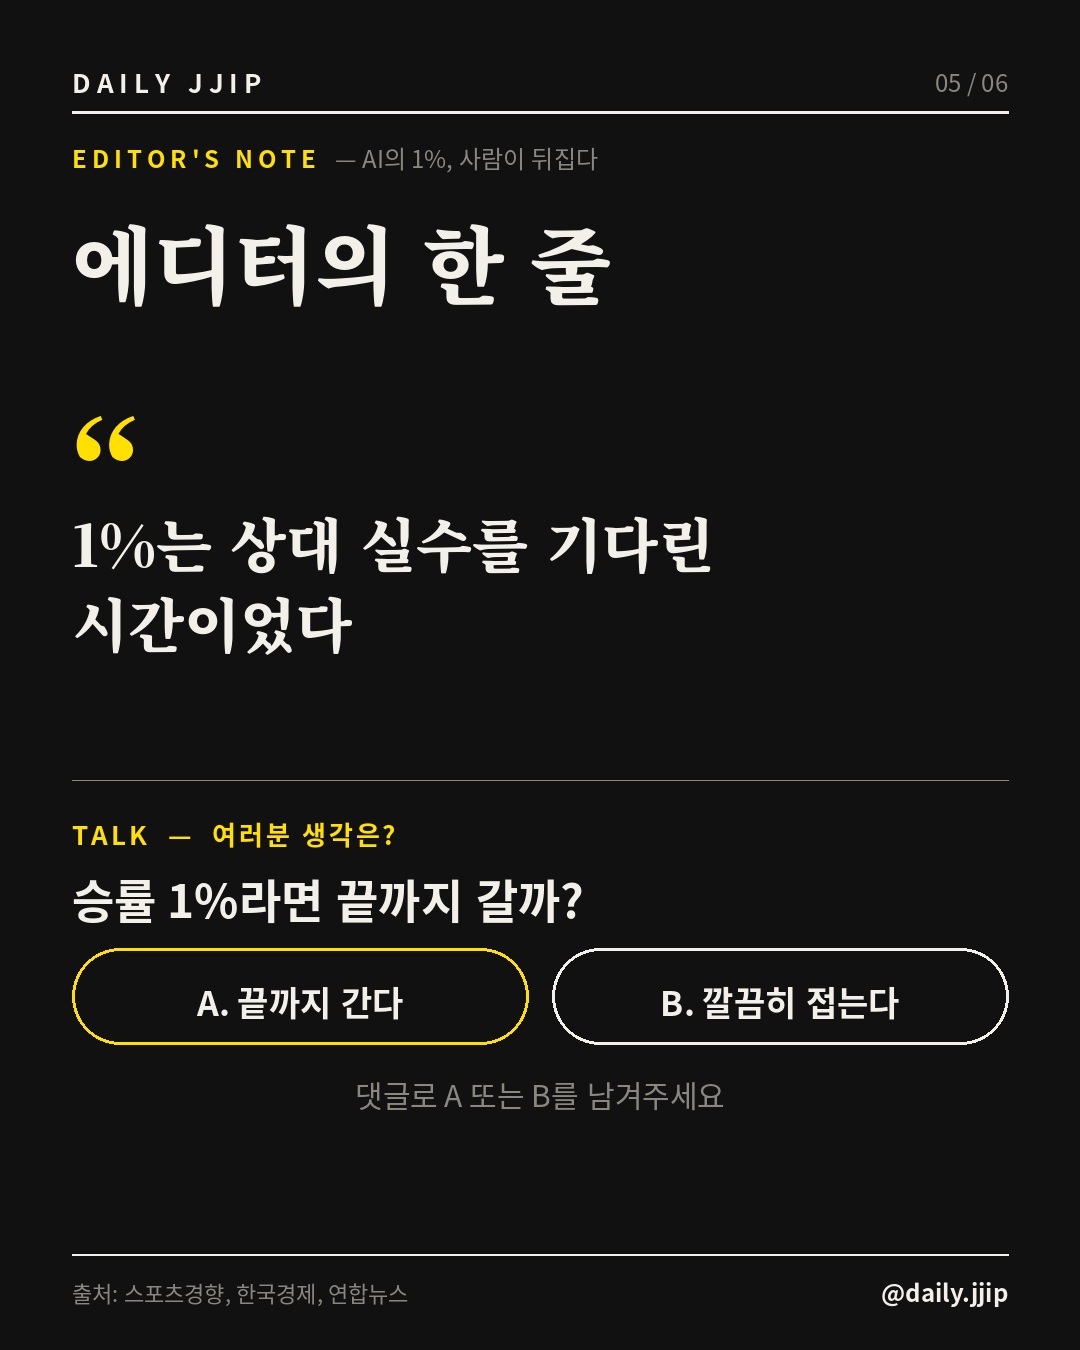 DAILY JJIP
05 / 06
EDITOR'S NOTE — AI의 1%, 사람이 뒤집다
에디터의 한 줄
“
1%는 상대 실수를 기다린
시간이었다
TALK — 여러분 생각은?
승률 1%라면 끝까지 갈까?
A. 끝까지 간다
B. 깔끔히 접는다
댓글로 A 또는 B를 남겨주세요
출처: 스포츠경향, 한국경제, 연합뉴스
@daily.jjip